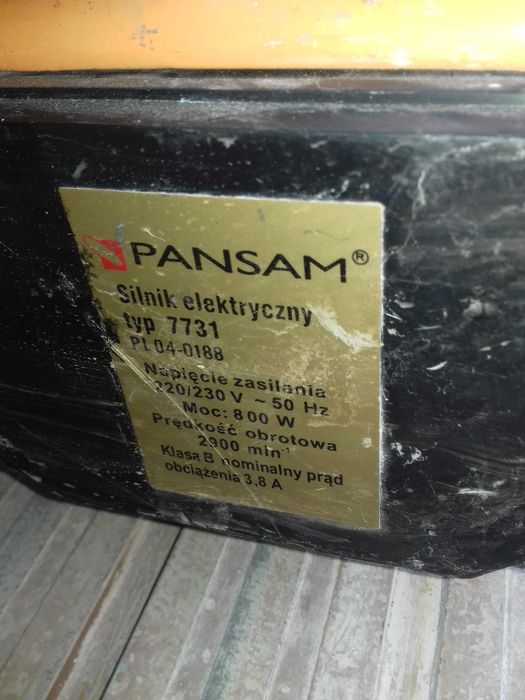 PANSAM®
Silnik elektryczny
typ 7731
PL 04-0188
Napięcie zasilania
220/230 V ~ 50 Hz
Moc: 800 W
Prędkość obrotowa
2900 min⁻¹
Klasa B nominalny prąd
obciążenia 3,8 A